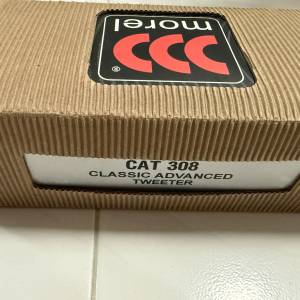 morel
®
CAT 308
CLASSIC ADVANCED
TWEETER